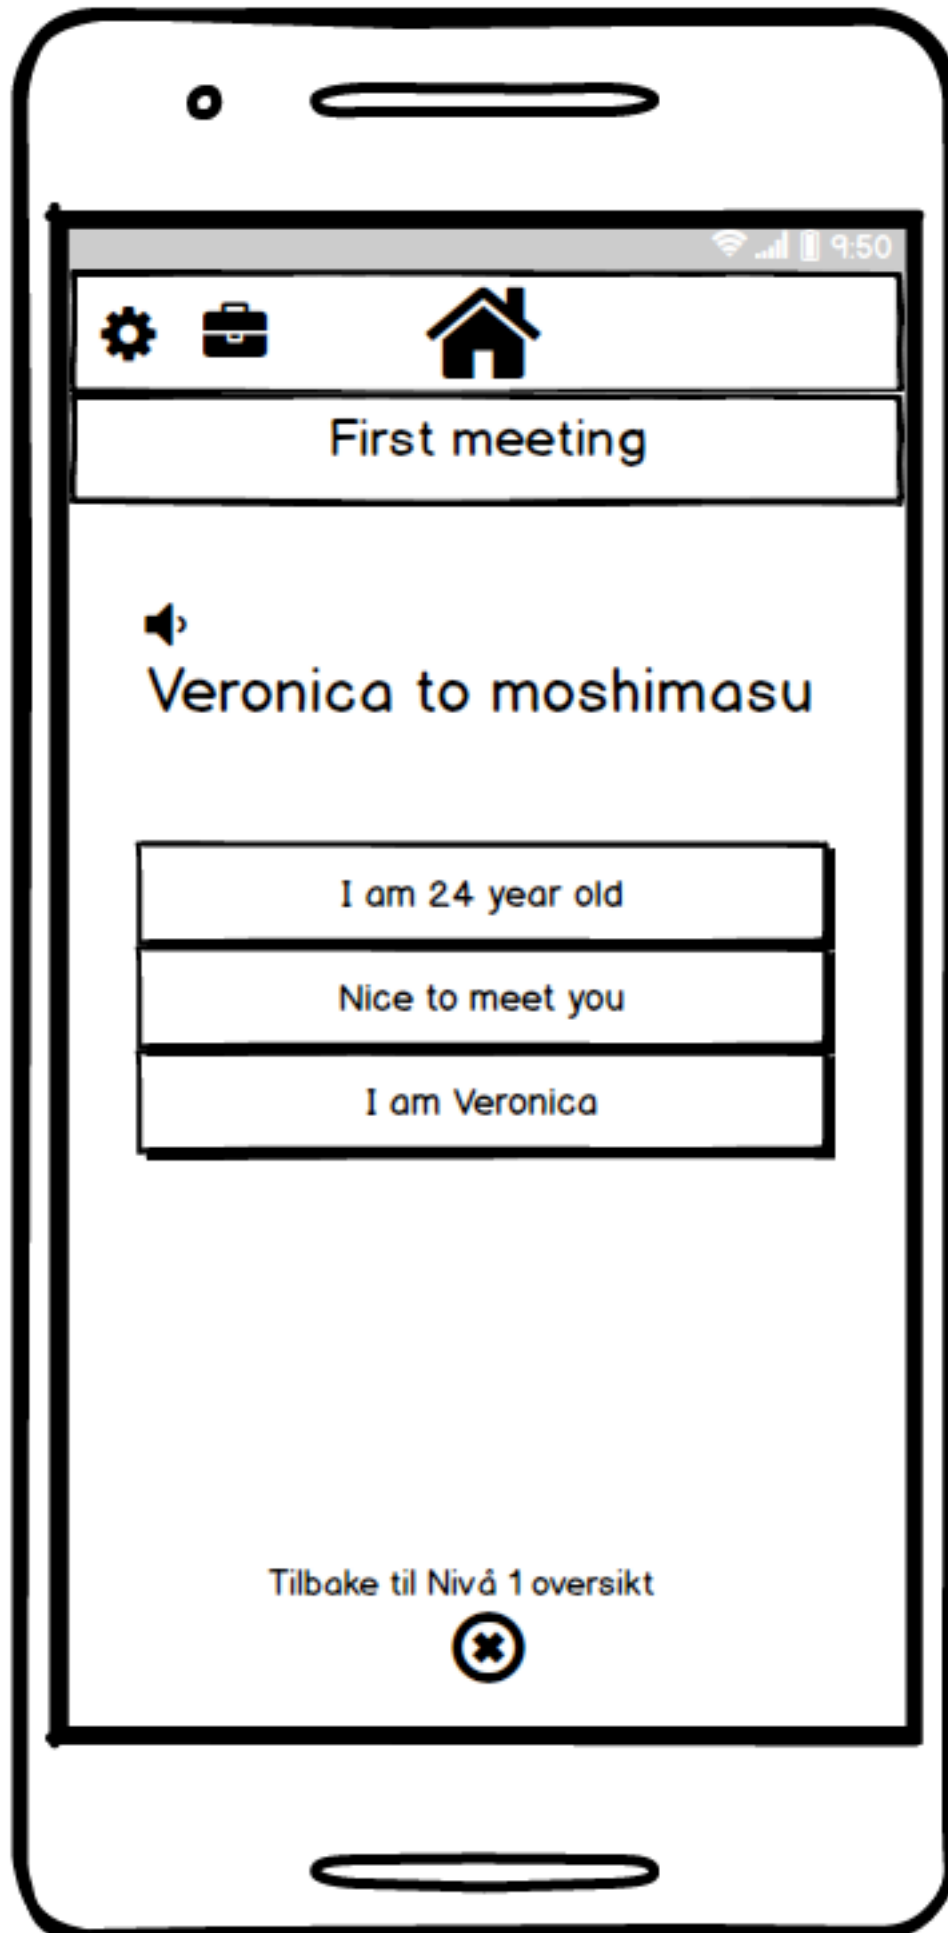 9:50
First meeting
Veronica to moshimasu
I am 24 year old
Nice to meet you
I am Veronica
Tilbake til Nivå 1 oversikt